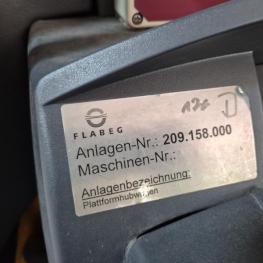 FLABEG
Anlagen-Nr.: 209.158.000
Maschinen-Nr.:
Anlagenbezeichnung:
Plattformhubwagen